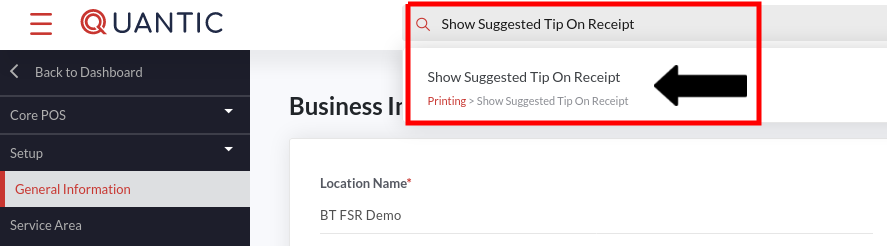 QUANTIC
Show Suggested Tip On Receipt
Show Suggested Tip On Receipt
Printing > Show Suggested Tip On Receipt
Back to Dashboard
Core POS
Setup
General Information
Service Area
Business In
Location Name*
BT FSR Demo